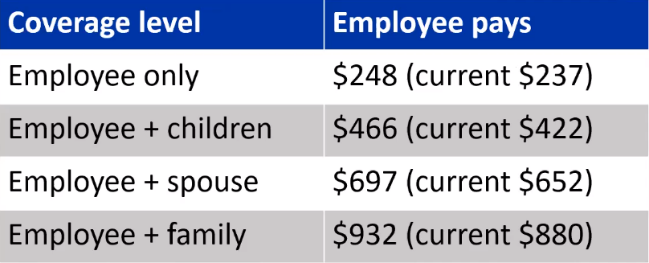 Coverage level Employee pays
Employee only $248 (current $237)
Employee + children $466 (current $422)
Employee + spouse $697 (current $652)
Employee + family $932 (current $880)